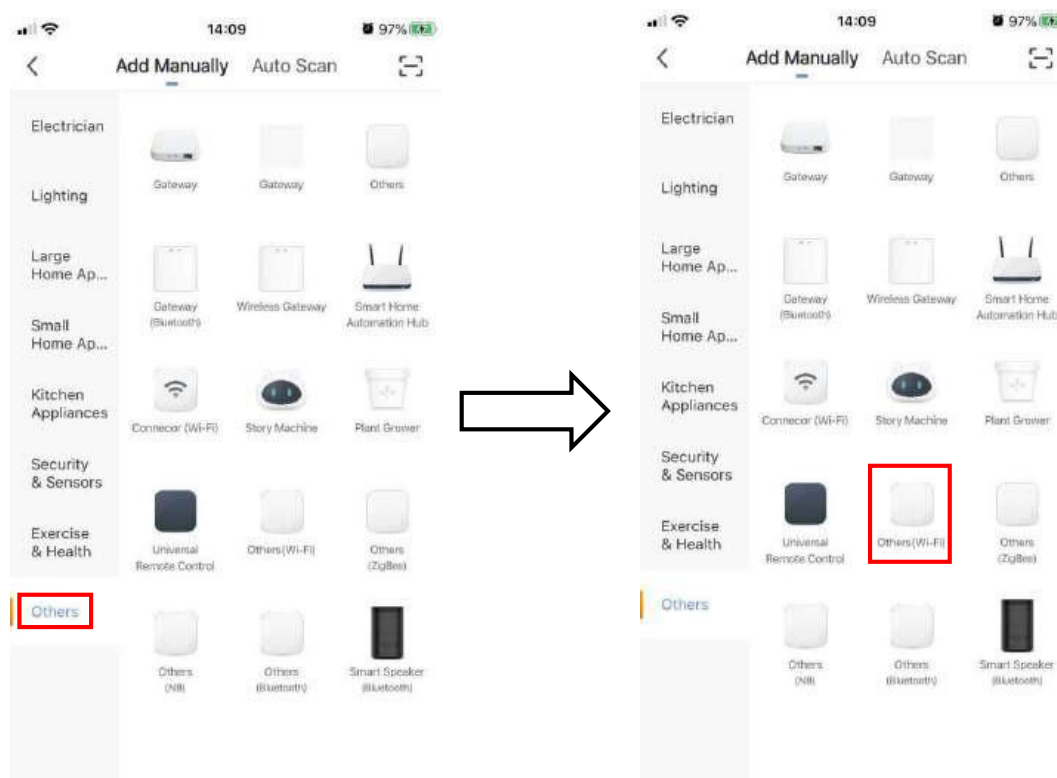 14:09
97%
Add Manually Auto Scan
Electrician
Gateway
Gateway
Others
Lighting
Large
Home Ap...
Gateway
(Bluetooth)
Wireless Gateway
Smart Home
Automation Hub
Small
Home Ap...
Kitchen
Appliances
Connecor (Wi-Fi)
Story Machine
Plant Grower
Security
& Sensors
Exercise
& Health
Universal
Remote Control
Others(Wi-Fi)
Others
(ZigBee)
Others
Others
(NB)
Others
(Bluetooth)
Smart Speaker
(Bluetooth)
14:09
97%
Add Manually Auto Scan
Electrician
Gateway
Gateway
Others
Lighting
Large
Home Ap...
Gateway
(Bluetooth)
Wireless Gateway
Smart Home
Automation Hub
Small
Home Ap...
Kitchen
Appliances
Connecor (Wi-Fi)
Story Machine
Plant Grower
Security
& Sensors
Exercise
& Health
Universal
Remote Control
Others(Wi-Fi)
Others
(ZigBee)
Others
Others
(NB)
Others
(Bluetooth)
Smart Speaker
(Bluetooth)